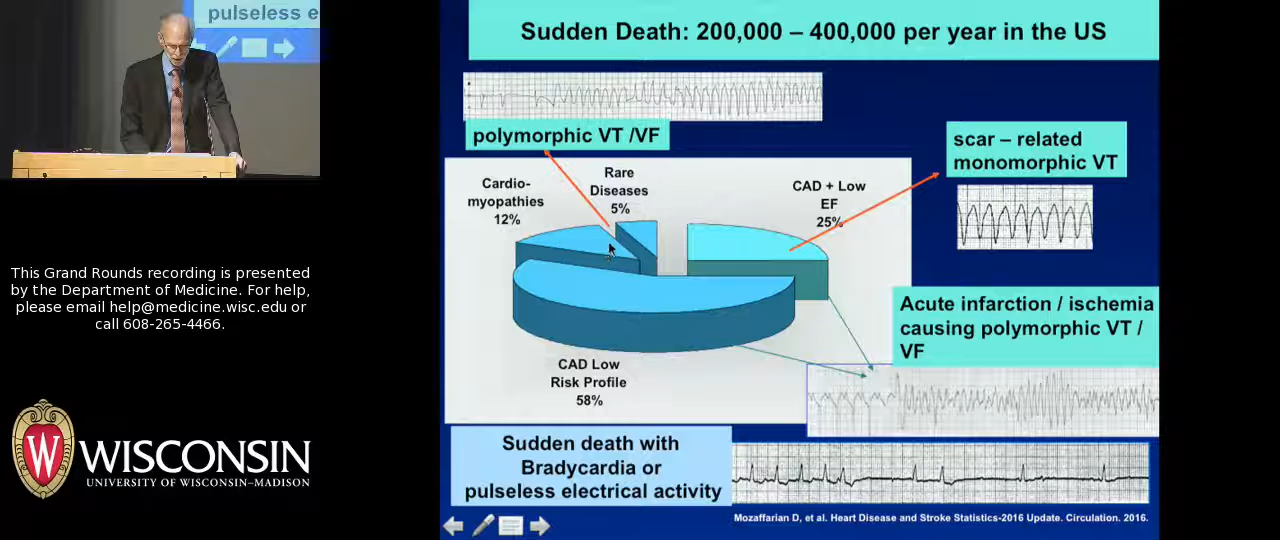 pulseless e
This Grand Rounds recording is presented
by the Department of Medicine. For help,
please email help@medicine.wisc.edu or
call 608-265-4466.
W
WISCONSIN
UNIVERSITY OF WISCONSIN–MADISON
Sudden Death: 200,000 – 400,000 per year in the US
polymorphic VT /VF
scar – related
monomorphic VT
Cardio-
myopathies
12%
Rare
Diseases
5%
CAD + Low
EF
25%
Acute infarction / ischemia
causing polymorphic VT /
VF
CAD Low
Risk Profile
58%
Sudden death with
Bradycardia or
pulseless electrical activity
Mozaffarian D, et al. Heart Disease and Stroke Statistics-2016 Update. Circulation. 2016.